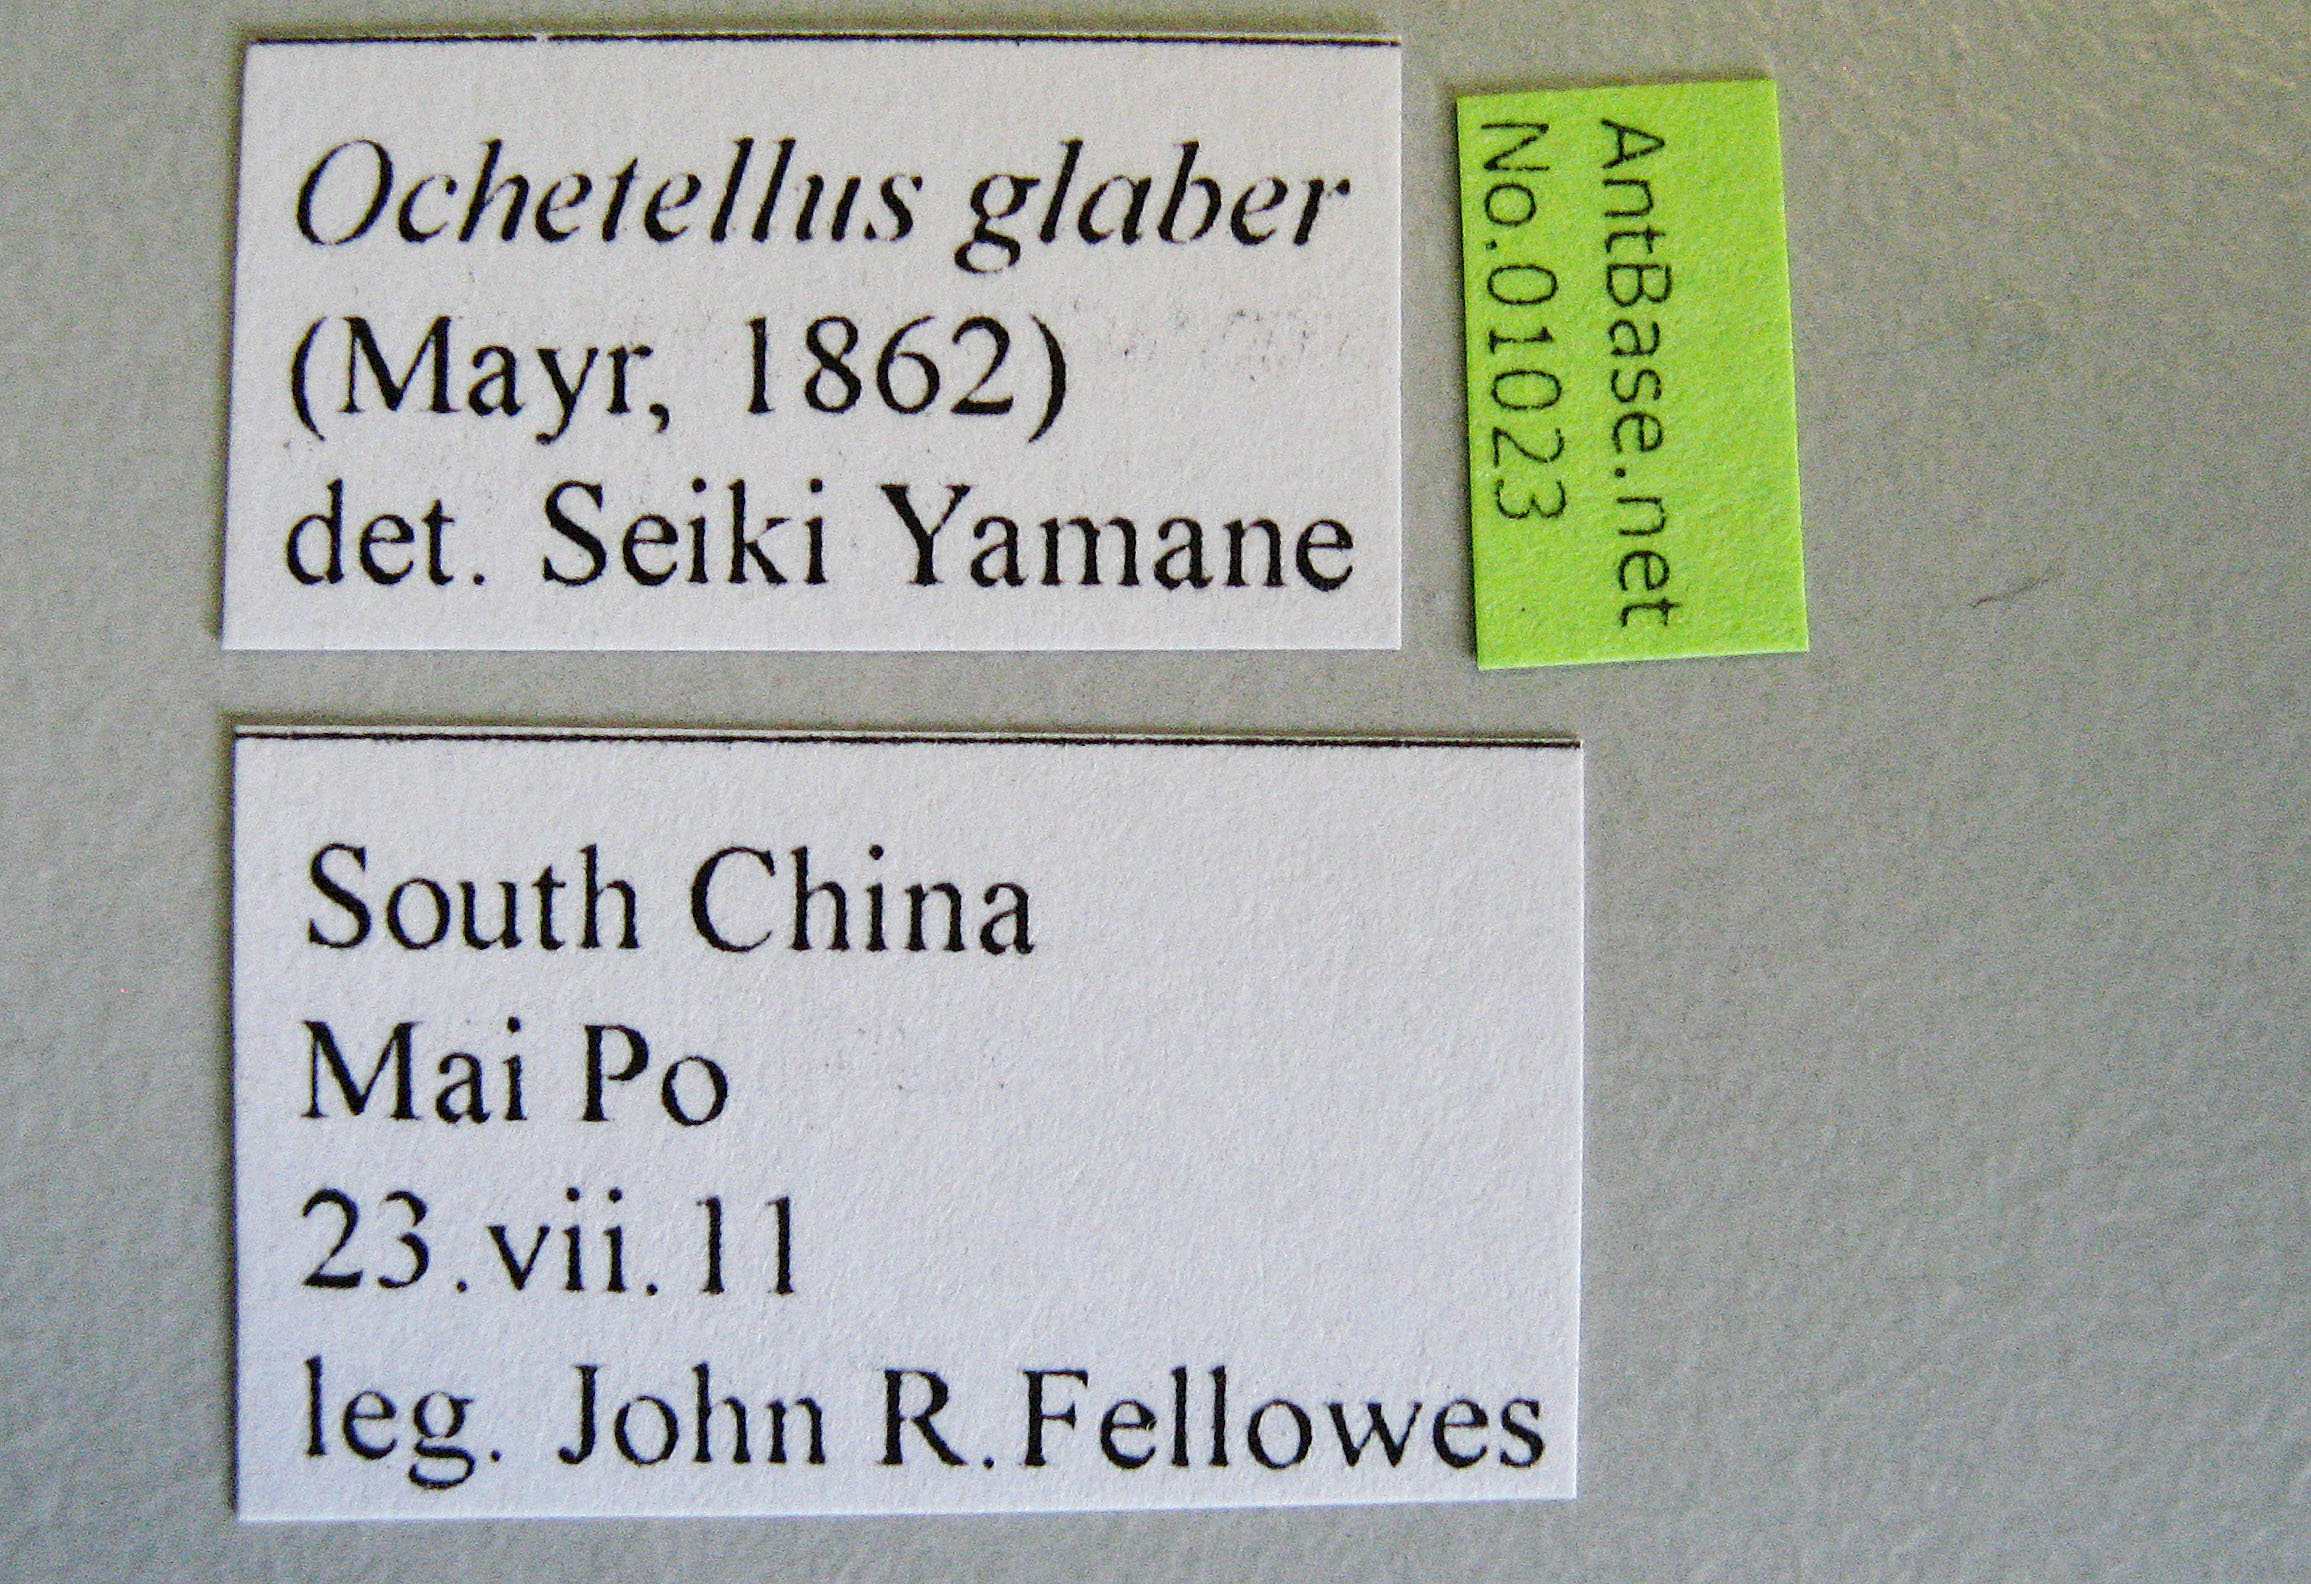 Ochetellus glaber
(Mayr, 1862)
det. Seiki Yamane
AntBase.net
No.01023
South China
Mai Po
23.vii.11
leg. John R.Fellowes